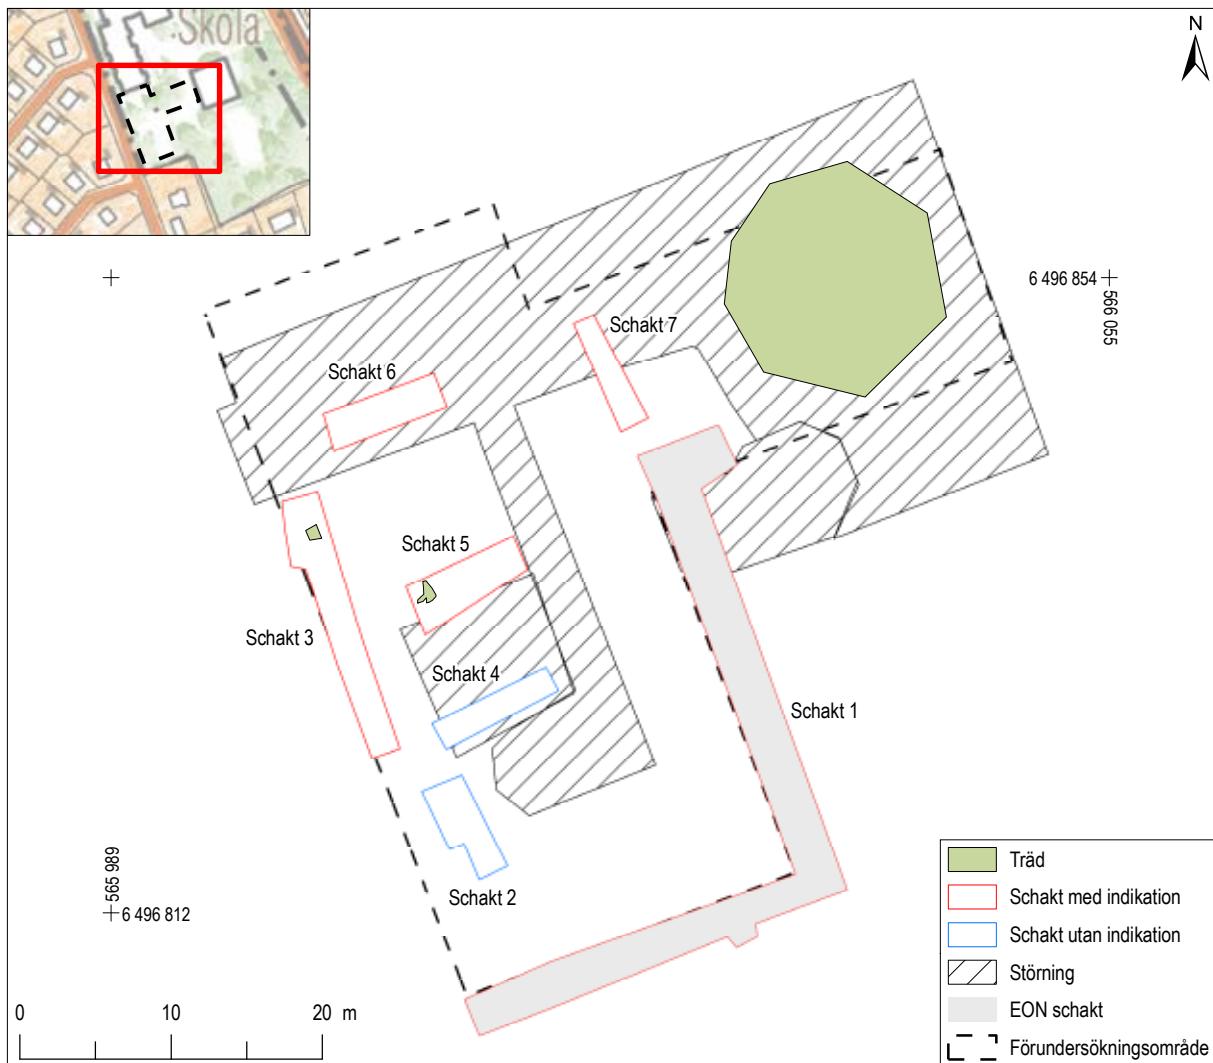 Skola
N
6 496 854
566 055
Schakt 7
Schakt 6
Schakt 5
Schakt 3
Schakt 4
Schakt 1
Schakt 2
565 989
6 496 812
0 10 20 m
Träd
Schakt med indikation
Schakt utan indikation
Störning
EON schakt
Förundersökningsområde